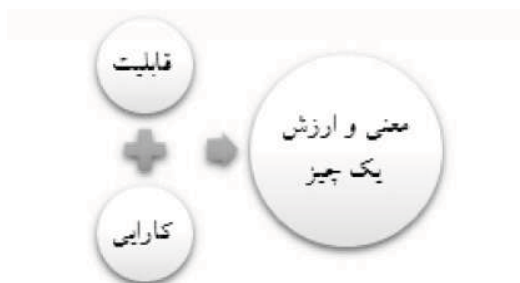 قابلیت
معنی و ارزش
یک چیز
کارایی